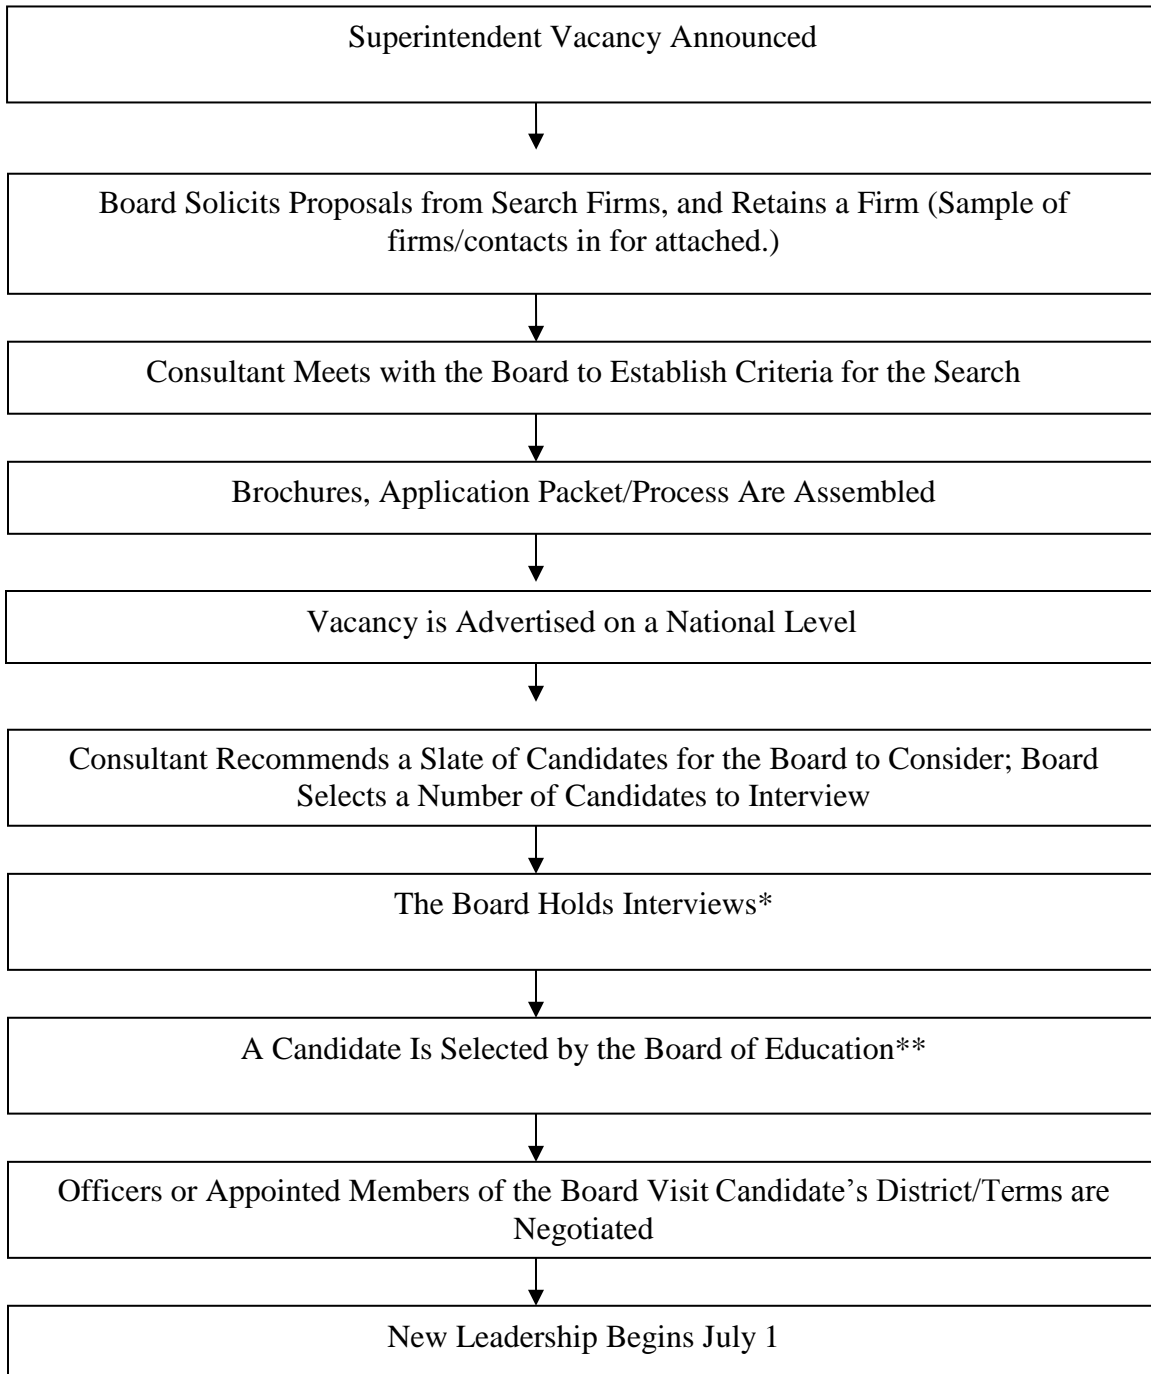 Superintendent Vacancy Announced
Board Solicits Proposals from Search Firms, and Retains a Firm (Sample of
firms/contacts in for attached.)
Consultant Meets with the Board to Establish Criteria for the Search
Brochures, Application Packet/Process Are Assembled
Vacancy is Advertised on a National Level
Consultant Recommends a Slate of Candidates for the Board to Consider; Board
Selects a Number of Candidates to Interview
The Board Holds Interviews*
A Candidate Is Selected by the Board of Education**
Officers or Appointed Members of the Board Visit Candidate’s District/Terms are
Negotiated
New Leadership Begins July 1